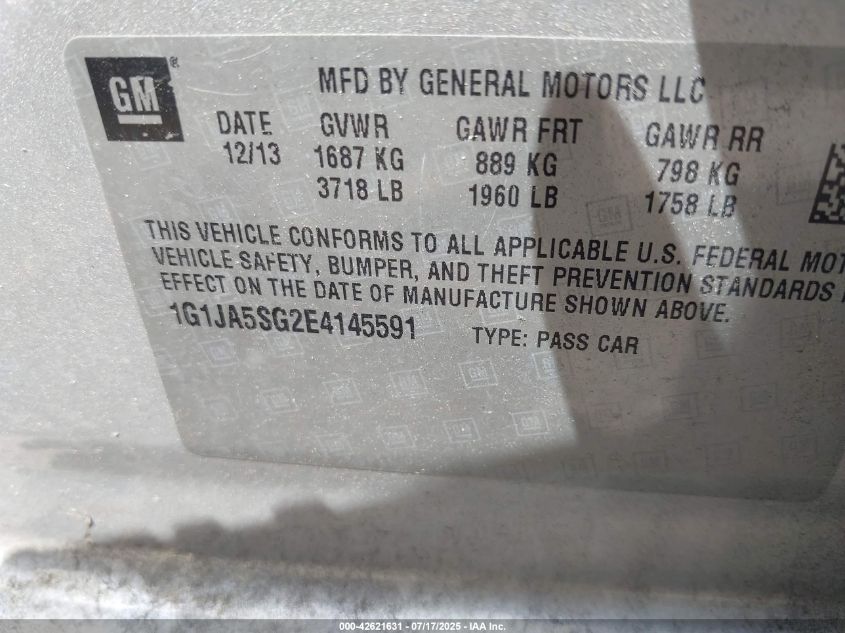 GM®
MFD BY GENERAL MOTORS LLC
DATE GVWR GAWR FRT GAWR RR
12/13 1687 KG 889 KG 798 KG
3718 LB 1960 LB 1758 LB
THIS VEHICLE CONFORMS TO ALL APPLICABLE U.S. FEDERAL MOT
VEHICLE SAFETY, BUMPER, AND THEFT PREVENTION STANDARDS
EFFECT ON THE DATE OF MANUFACTURE SHOWN ABOVE.
1G1JA5SG2E4145591 TYPE: PASS CAR
000-42621631 - 07/17/2025 - IAA Inc.